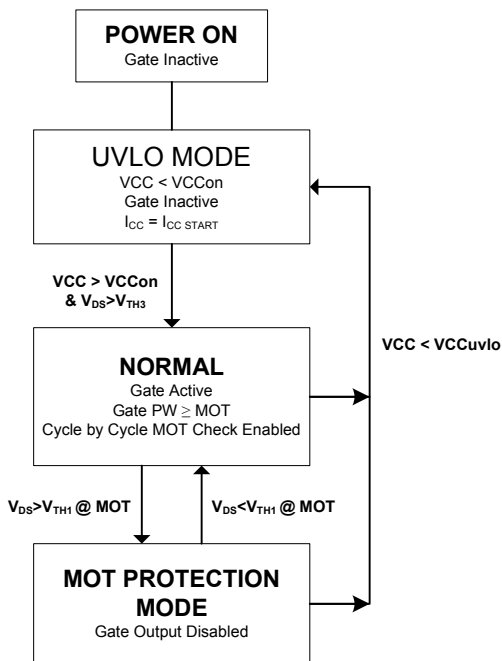 POWER ON
Gate Inactive
UVLO MODE
VCC < VCCon
Gate Inactive
ICC = ICC START
VCC > VCCon
& VDS>VTH3
VCC < VCCuvlo
NORMAL
Gate Active
Gate PW ≥ MOT
Cycle by Cycle MOT Check Enabled
VDS>VTH1 @ MOT
VDS<VTH1 @ MOT
MOT PROTECTION
MODE
Gate Output Disabled